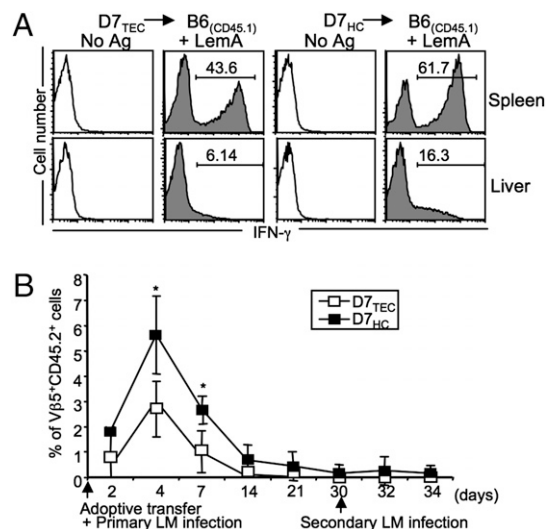 A
D7TEC → B6(CD45.1)
D7HC → B6(CD45.1)
No Ag
+ LemA
No Ag
+ LemA
43.6
61.7
Spleen
6.14
16.3
Liver
Cell number
IFN-γ
B
% of Vβ5+CD45.2+ cells
8
7
6
5
4
3
2
1
0
*
*
D7TEC
D7HC
2 4 7 14 21 30 32 34 (days)
Adoptive transfer
+ Primary LM infection
Secondary LM infection